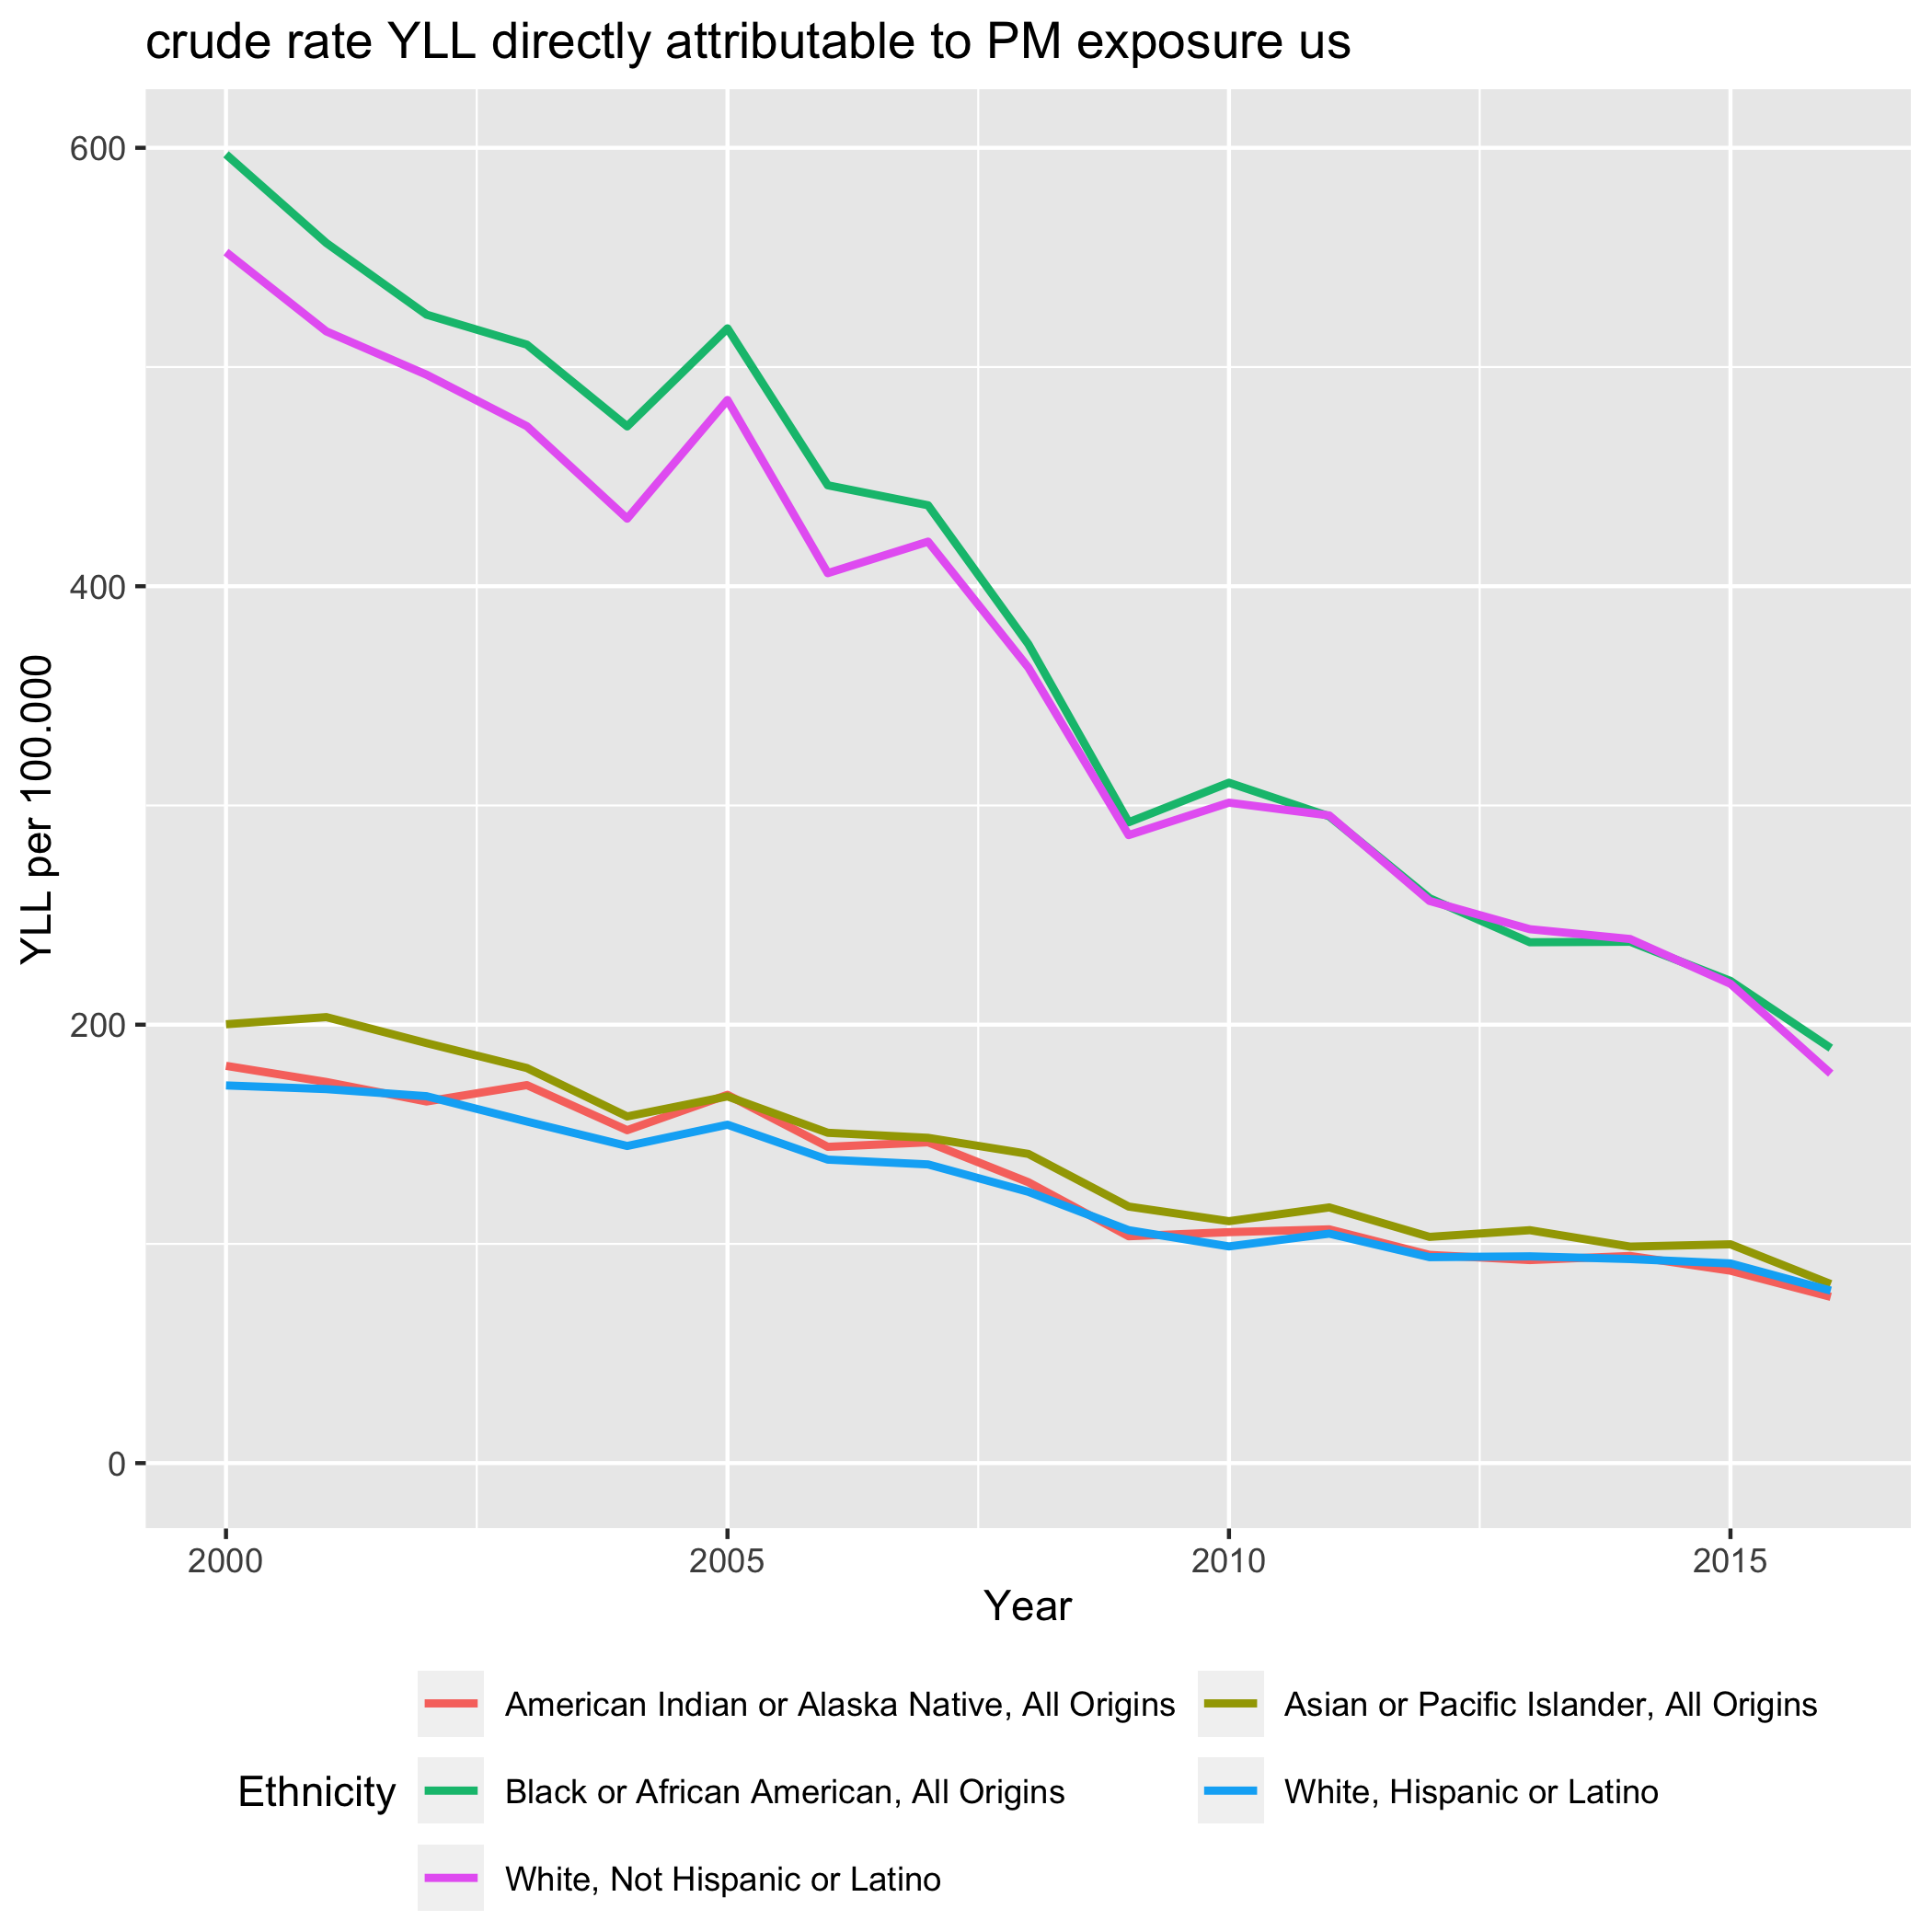 crude rate YLL directly attributable to PM exposure us
YLL per 100.000
600
400
200
0
2000 2005 2010 2015
Year
Ethnicity
American Indian or Alaska Native, All Origins
Asian or Pacific Islander, All Origins
Black or African American, All Origins
White, Hispanic or Latino
White, Not Hispanic or Latino